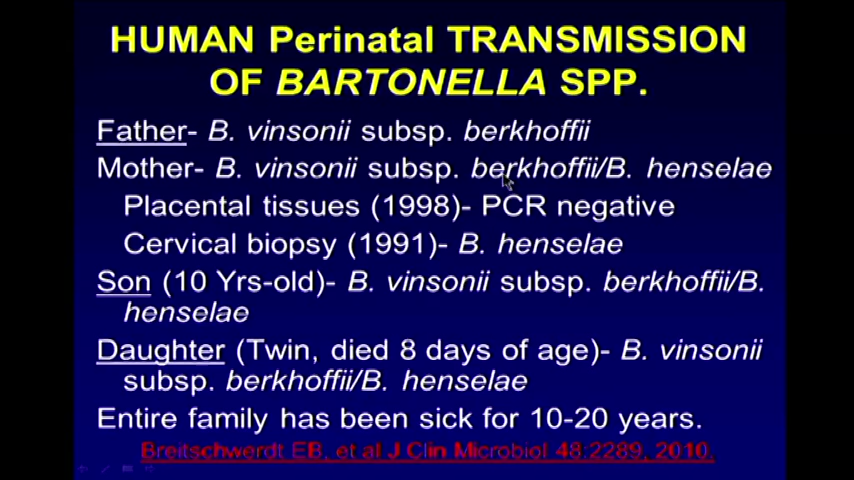 HUMAN Perinatal TRANSMISSION
OF BARTONELLA SPP.
Father- B. vinsonii subsp. berkhoffii
Mother- B. vinsonii subsp. berkhoffii/B. henselae
Placental tissues (1998)- PCR negative
Cervical biopsy (1991)- B. henselae
Son (10 Yrs-old)- B. vinsonii subsp. berkhoffii/B.
henselae
Daughter (Twin, died 8 days of age)- B. vinsonii
subsp. berkhoffii/B. henselae
Entire family has been sick for 10-20 years.
Breitschwerdt EB, et al J Clin Microbiol 48:2289, 2010.